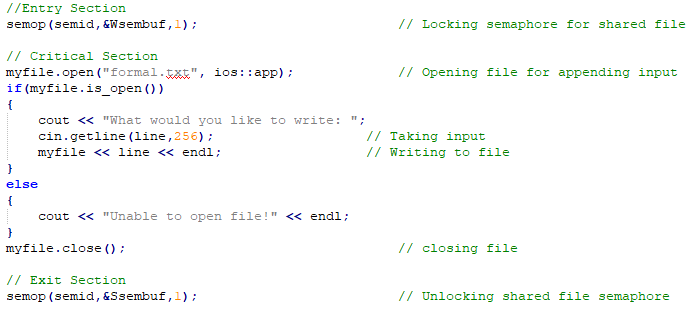 //Entry Section
semop(semid,&Wsembuf,1); // Locking semaphore for shared file
// Critical Section
myfile.open("formal.txt", ios::app); // Opening file for appending input
if(myfile.is_open())
{
cout << "What would you like to write: ";
cin.getline(line,256); // Taking input
myfile << line << endl; // Writing to file
}
else
{
cout << "Unable to open file!" << endl;
}
myfile.close(); // closing file
// Exit Section
semop(semid,&Ssembuf,1); // Unlocking shared file semaphore